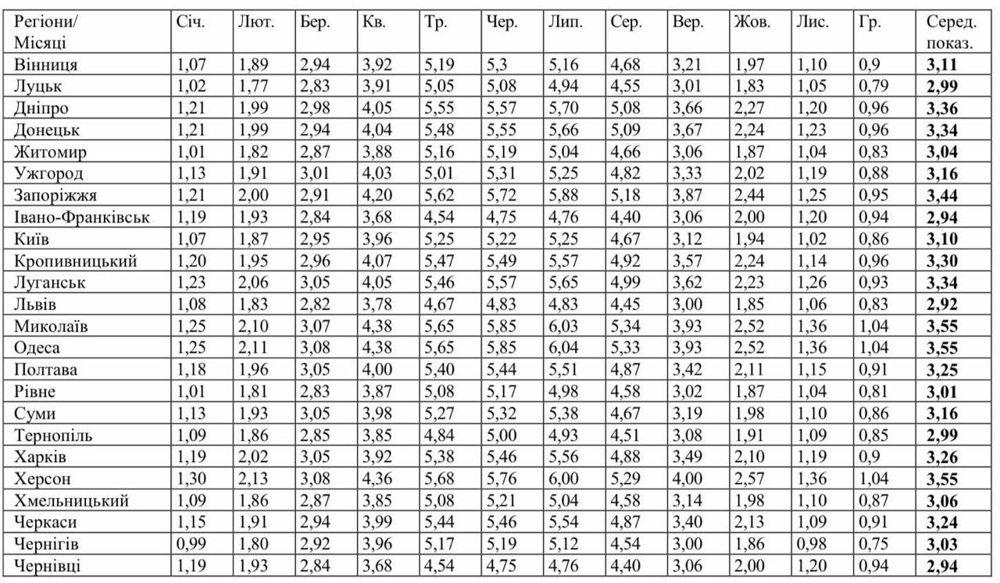 Регіони/ Січ. Лют. Бер. Кв. Тр. Чер. Лип. Сер. Вер. Жов. Лис. Гр. Серед.
Місяці показ.
Вінниця 1,07 1,89 2,94 3,92 5,19 5,3 5,16 4,68 3,21 1,97 1,10 0,9 3,11
Луцьк 1,02 1,77 2,83 3,91 5,05 5,08 4,94 4,55 3,01 1,83 1,05 0,79 2,99
Дніпро 1,21 1,99 2,98 4,05 5,55 5,57 5,70 5,08 3,66 2,27 1,20 0,96 3,36
Донецьк 1,21 1,99 2,94 4,04 5,48 5,55 5,66 5,09 3,67 2,24 1,23 0,96 3,34
Житомир 1,01 1,82 2,87 3,88 5,16 5,19 5,04 4,66 3,06 1,87 1,04 0,83 3,04
Ужгород 1,13 1,91 3,01 4,03 5,01 5,31 5,25 4,82 3,33 2,02 1,19 0,88 3,16
Запоріжжя 1,21 2,00 2,91 4,20 5,62 5,72 5,88 5,18 3,87 2,44 1,25 0,95 3,44
Івано-Франківськ 1,19 1,93 2,84 3,68 4,54 4,75 4,76 4,40 3,06 2,00 1,20 0,94 2,94
Київ 1,07 1,87 2,95 3,96 5,25 5,22 5,25 4,67 3,12 1,94 1,02 0,86 3,10
Кропивницький 1,20 1,95 2,96 4,07 5,47 5,49 5,57 4,92 3,57 2,24 1,14 0,96 3,30
Луганськ 1,23 2,06 3,05 4,05 5,46 5,57 5,65 4,99 3,62 2,23 1,26 0,93 3,34
Львів 1,08 1,83 2,82 3,78 4,67 4,83 4,83 4,45 3,00 1,85 1,06 0,83 2,92
Миколаїв 1,25 2,10 3,07 4,38 5,65 5,85 6,03 5,34 3,93 2,52 1,36 1,04 3,55
Одеса 1,25 2,11 3,08 4,38 5,65 5,85 6,04 5,33 3,93 2,52 1,36 1,04 3,55
Полтава 1,18 1,96 3,05 4,00 5,40 5,44 5,51 4,87 3,42 2,11 1,15 0,91 3,25
Рівне 1,01 1,81 2,83 3,87 5,08 5,17 4,98 4,58 3,02 1,87 1,04 0,81 3,01
Суми 1,13 1,93 3,05 3,98 5,27 5,32 5,38 4,67 3,19 1,98 1,10 0,86 3,16
Тернопіль 1,09 1,86 2,85 3,85 4,84 5,00 4,93 4,51 3,08 1,91 1,09 0,85 2,99
Харків 1,19 2,02 3,05 3,92 5,38 5,46 5,56 4,88 3,49 2,10 1,19 0,9 3,26
Херсон 1,30 2,13 3,08 4,36 5,68 5,76 6,00 5,29 4,00 2,57 1,36 1,04 3,55
Хмельницький 1,09 1,86 2,87 3,85 5,08 5,21 5,04 4,58 3,14 1,98 1,10 0,87 3,06
Черкаси 1,15 1,91 2,94 3,99 5,44 5,46 5,54 4,87 3,40 2,13 1,09 0,91 3,24
Чернігів 0,99 1,80 2,92 3,96 5,17 5,19 5,12 4,54 3,00 1,86 0,98 0,75 3,03
Чернівці 1,19 1,93 2,84 3,68 4,54 4,75 4,76 4,40 3,06 2,00 1,20 0,94 2,94